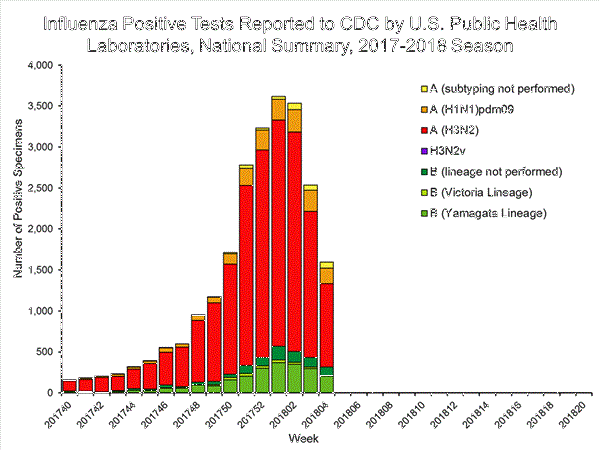 Influenza Positive Tests Reported to CDC by U.S. Public Health
Laboratories, National Summary, 2017-2018 Season
4,000
3,500
3,000
2,500
2,000
1,500
1,000
500
0
Number of Positive Specimens
A (subtyping not performed)
A (H1N1)pdm09
A (H3N2)
H3N2v
B (lineage not performed)
B (Victoria Lineage)
B (Yamagata Lineage)
201740
201742
201744
201746
201748
201750
201752
201802
201804
201806
201808
201810
201812
201814
201816
201818
201820
Week